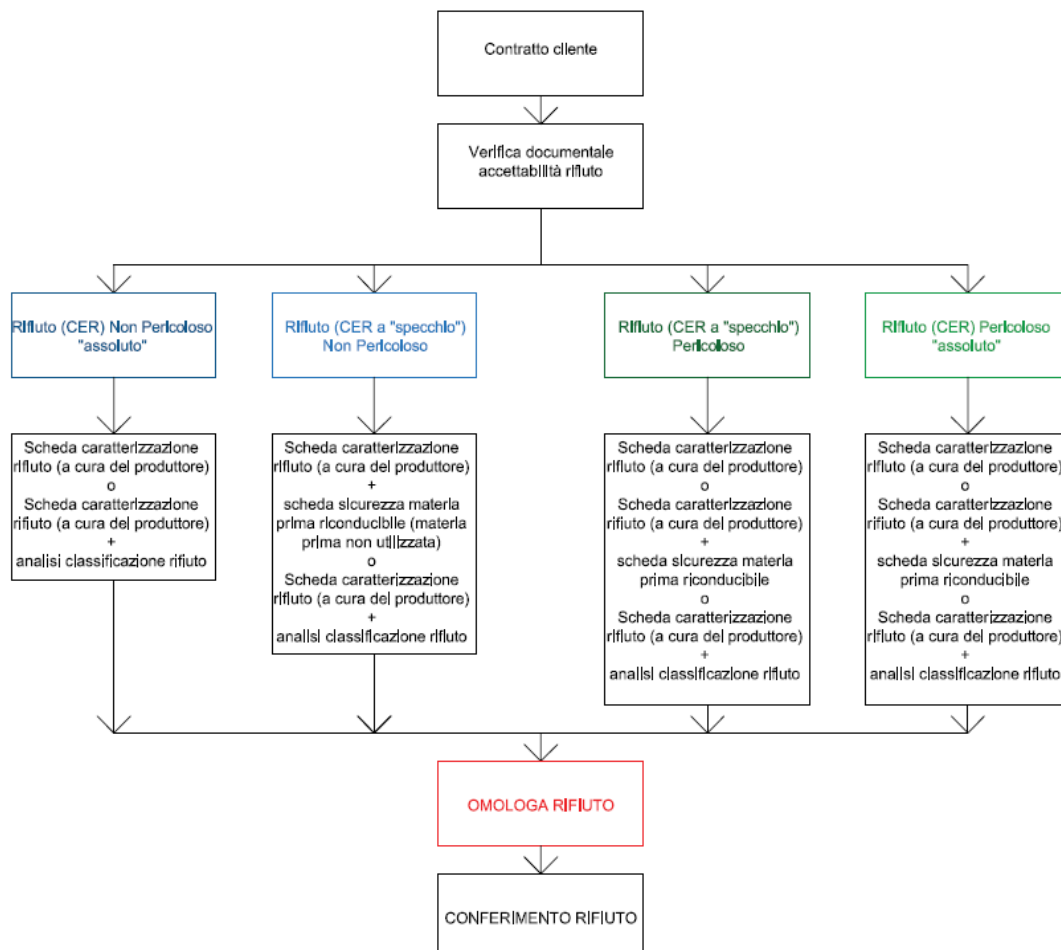 Contratto cliente
Verifica documentale
accettabilità rifiuto
Rifiuto (CER) Non Pericoloso
"assoluto"
Rifiuto (CER a "specchio")
Non Pericoloso
Rifiuto (CER a "specchio")
Pericoloso
Rifiuto (CER) Pericoloso
"assoluto"
Scheda caratterizzazione
rifiuto (a cura del produttore)
o
Scheda caratterizzazione
rifiuto (a cura del produttore)
+
analisi classificazione rifiuto
Scheda caratterizzazione
rifiuto (a cura del produttore)
+
scheda sicurezza materia
prima riconducibile (materia
prima non utilizzata)
o
Scheda caratterizzazione
rifiuto (a cura del produttore)
+
analisi classificazione rifiuto
Scheda caratterizzazione
rifiuto (a cura del produttore)
o
Scheda caratterizzazione
rifiuto (a cura del produttore)
+
scheda sicurezza materia
prima riconducibile
o
Scheda caratterizzazione
rifiuto (a cura del produttore)
+
analisi classificazione rifiuto
Scheda caratterizzazione
rifiuto (a cura del produttore)
o
Scheda caratterizzazione
rifiuto (a cura del produttore)
+
scheda sicurezza materia
prima riconducibile
o
Scheda caratterizzazione
rifiuto (a cura del produttore)
+
analisi classificazione rifiuto
OMOLOGA RIFIUTO
CONFERIMENTO RIFIUTO